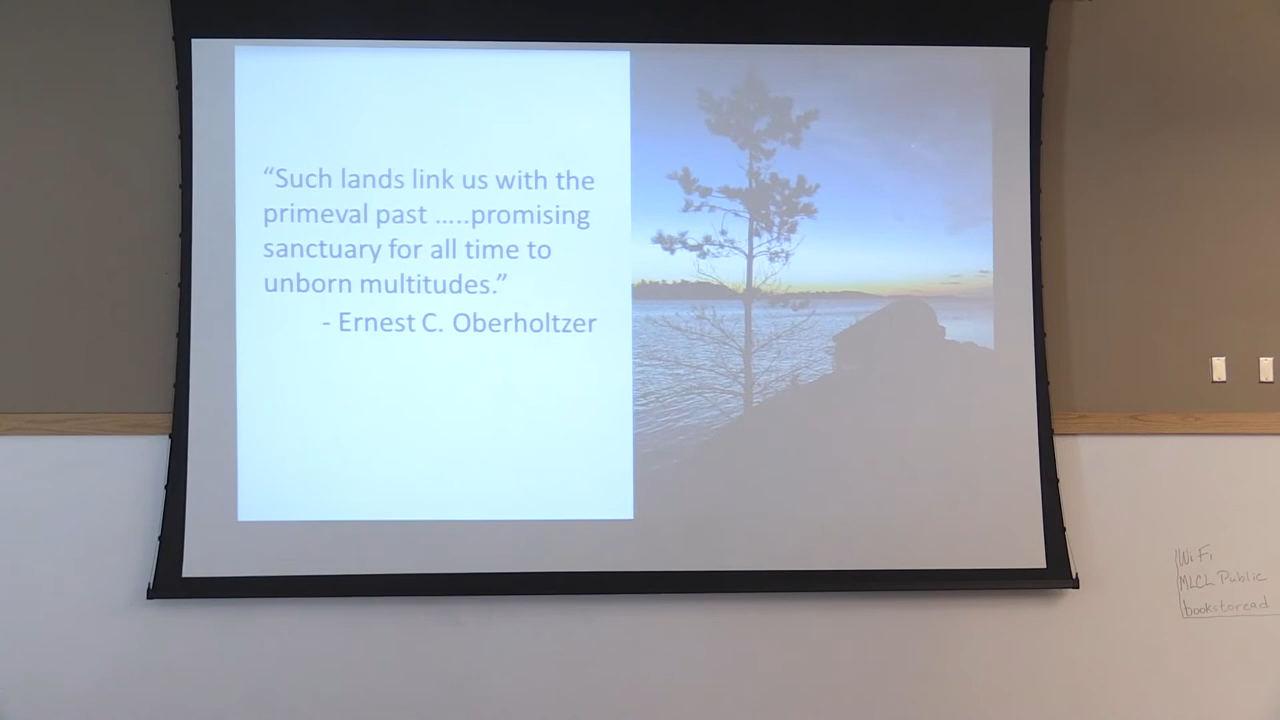 “Such lands link us with the
primeval past .....promising
sanctuary for all time to
unborn multitudes.”
- Ernest C. Oberholtzer
WiFi
MLCL Public
bookstoread